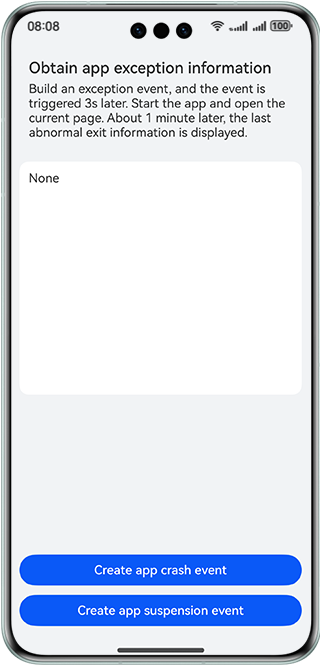 08:08
100
Obtain app exception information
Build an exception event, and the event is
triggered 3s later. Start the app and open the
current page. About 1 minute later, the last
abnormal exit information is displayed.
None
Create app crash event
Create app suspension event